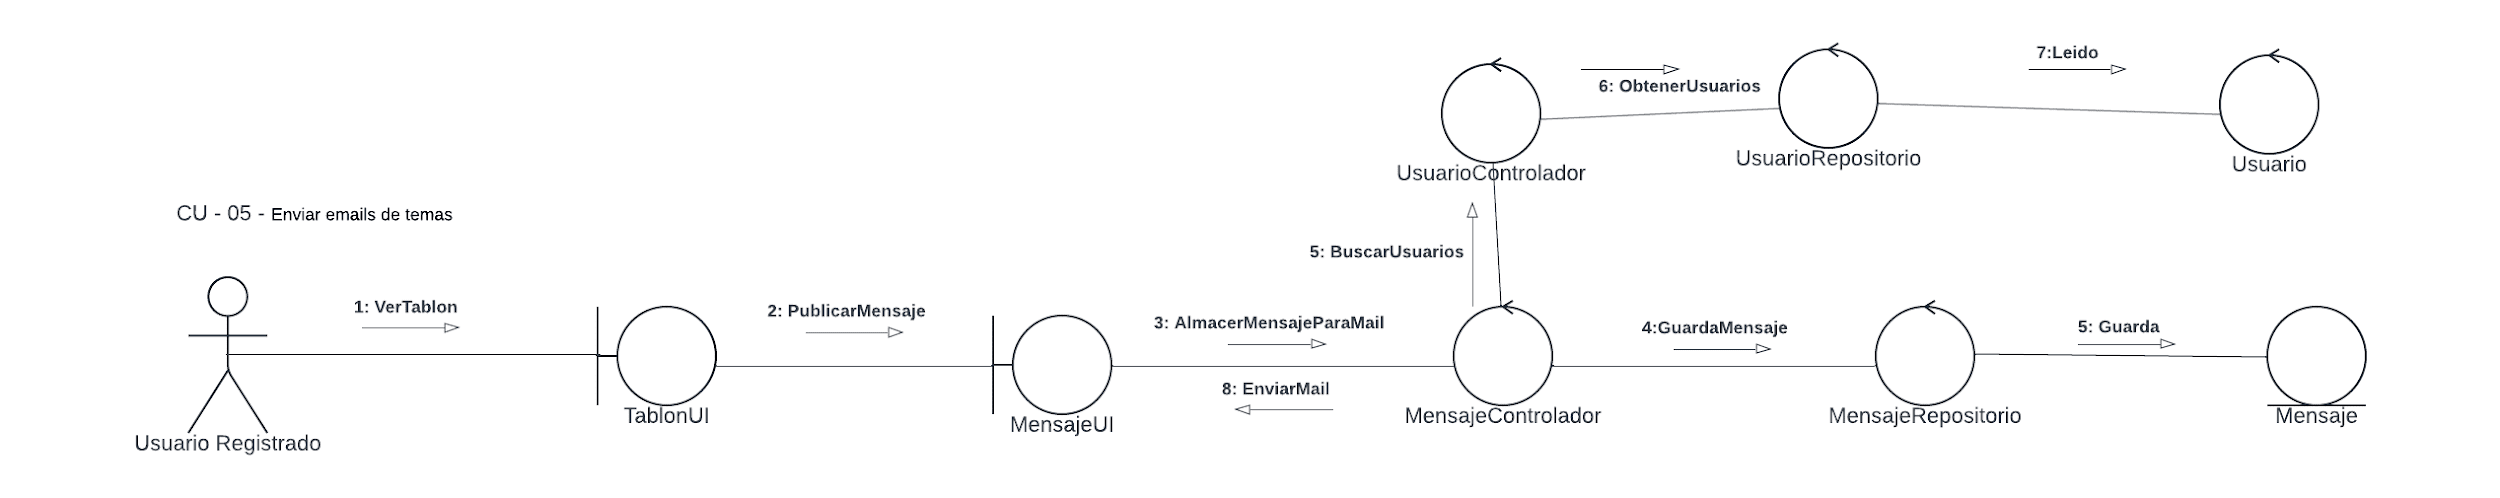 7:Leido
6: ObtenerUsuarios
UsuarioControlador
UsuarioRepositorio
Usuario
CU - 05 - Enviar emails de temas
5: BuscarUsuarios
1: VerTablon
2: PublicarMensaje
3: AlmacerMensajeParaMail
4:GuardaMensaje
5: Guarda
8: EnviarMail
Usuario Registrado
TablonUI
MensajeUI
MensajeControlador
MensajeRepositorio
Mensaje